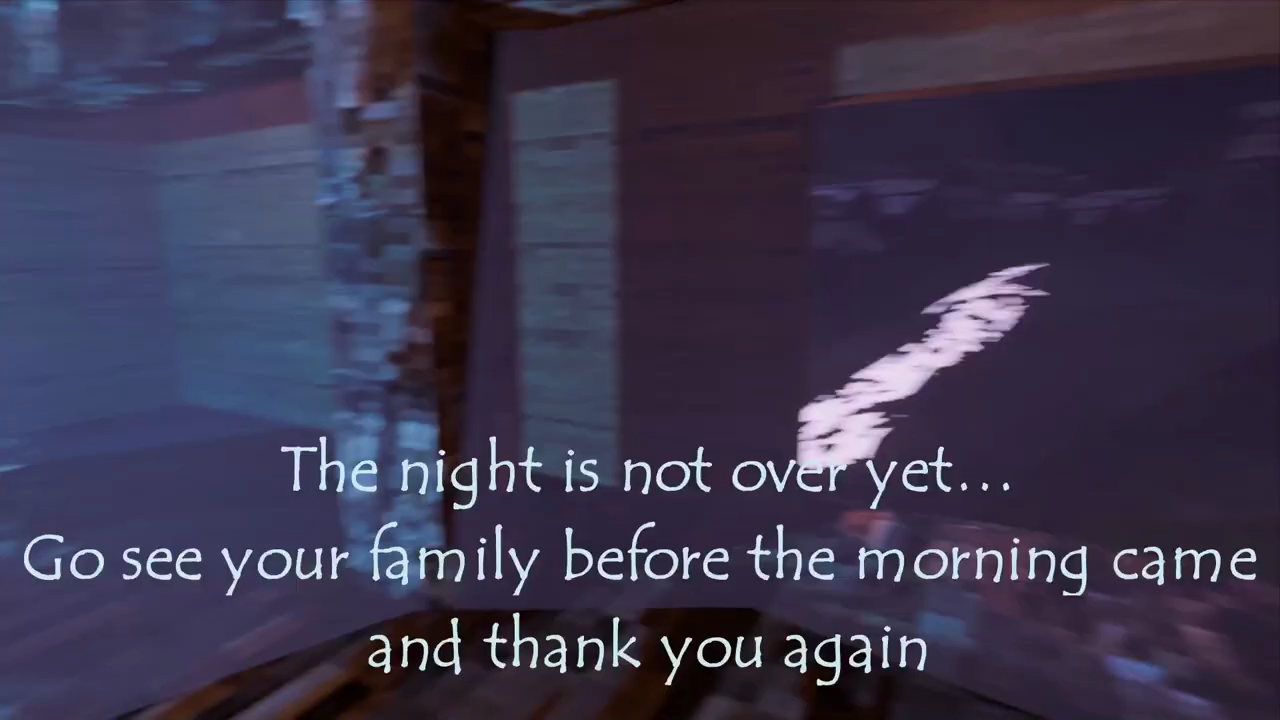 The night is not over yet...
Go see your family before the morning came
and thank you again